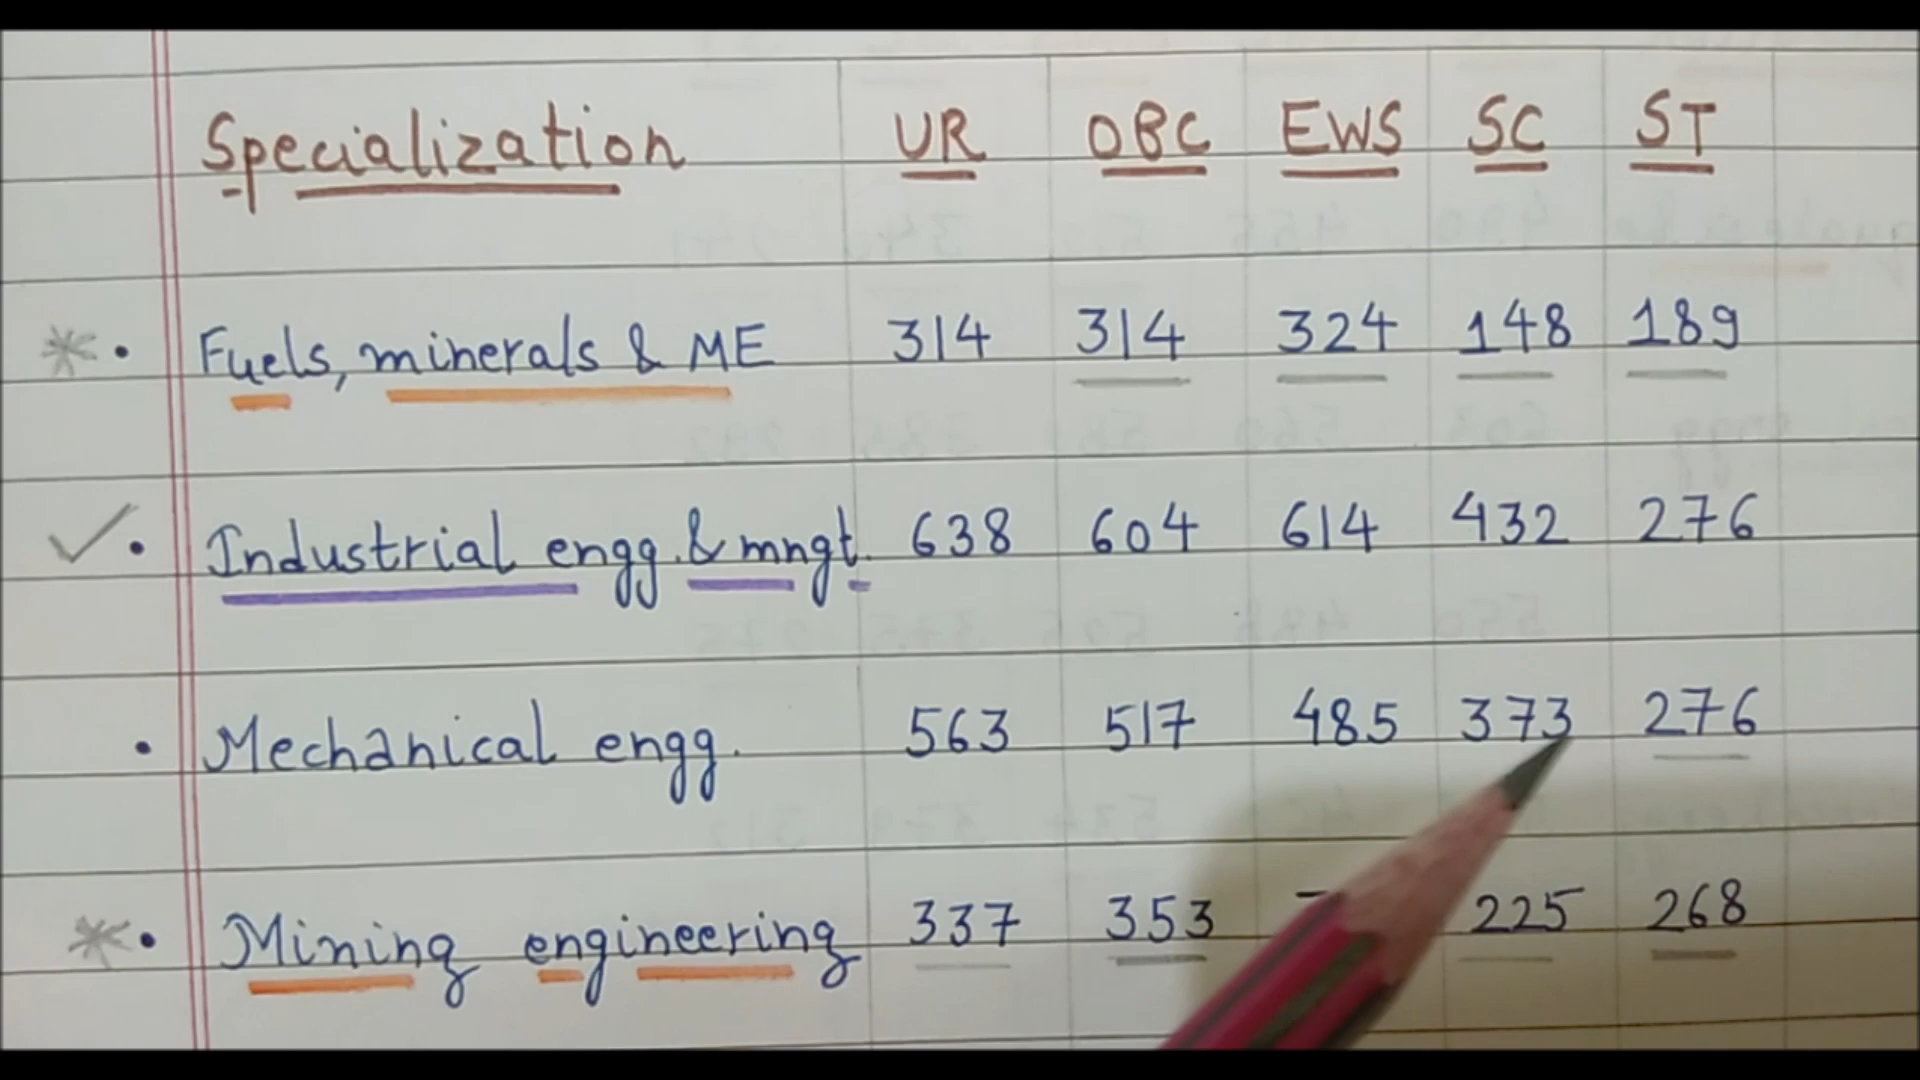 Specialization UR OBC EWS SC ST
* • Fuels, minerals & ME 314 314 324 148 189
✓ • Industrial engg. & mngt. 638 604 614 432 276
• Mechanical engg. 563 517 485 373 276
* • Mining engineering 337 353 225 268